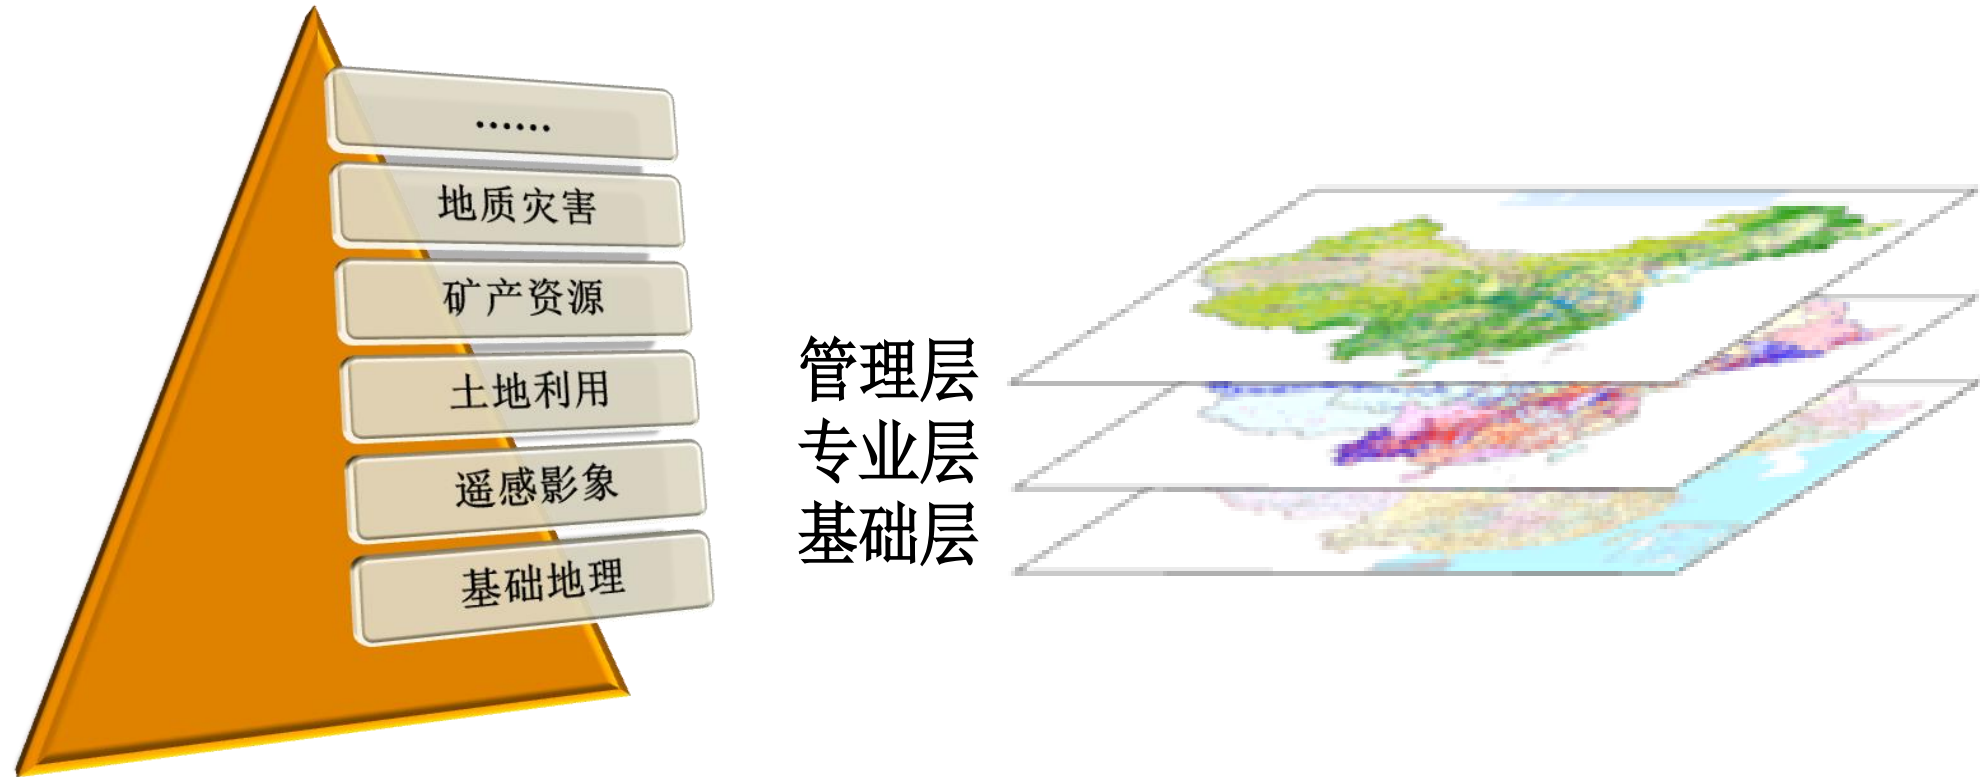 ······
地质灾害
矿产资源
土地利用
遥感影象
基础地理
管理层
专业层
基础层